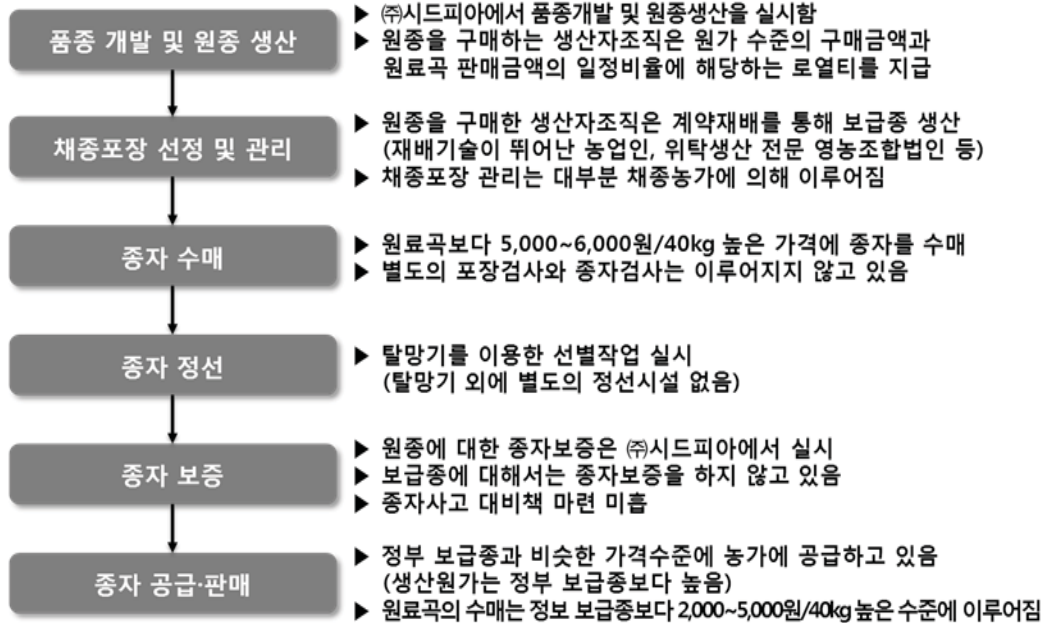 품종 개발 및 원종 생산
▶ ㈜시드피아에서 품종개발 및 원종생산을 실시함
▶ 원종을 구매하는 생산자조직은 원가 수준의 구매금액과
원료곡 판매금액의 일정비율에 해당하는 로열티를 지급
채종포장 선정 및 관리
▶ 원종을 구매한 생산자조직은 계약재배를 통해 보급종 생산
(재배기술이 뛰어난 농업인, 위탁생산 전문 영농조합법인 등)
▶ 채종포장 관리는 대부분 채종농가에 의해 이루어짐
종자 수매
▶ 원료곡보다 5,000~6,000원/40kg 높은 가격에 종자를 수매
▶ 별도의 포장검사와 종자검사는 이루어지지 않고 있음
종자 정선
▶ 탈망기를 이용한 선별작업 실시
(탈망기 외에 별도의 정선시설 없음)
종자 보증
▶ 원종에 대한 종자보증은 ㈜시드피아에서 실시
▶ 보급종에 대해서는 종자보증을 하지 않고 있음
▶ 종자사고 대비책 마련 미흡
종자 공급·판매
▶ 정부 보급종과 비슷한 가격수준에 농가에 공급하고 있음
(생산원가는 정부 보급종보다 높음)
▶ 원료곡의 수매는 정보 보급종보다 2,000~5,000원/40kg 높은 수준에 이루어짐